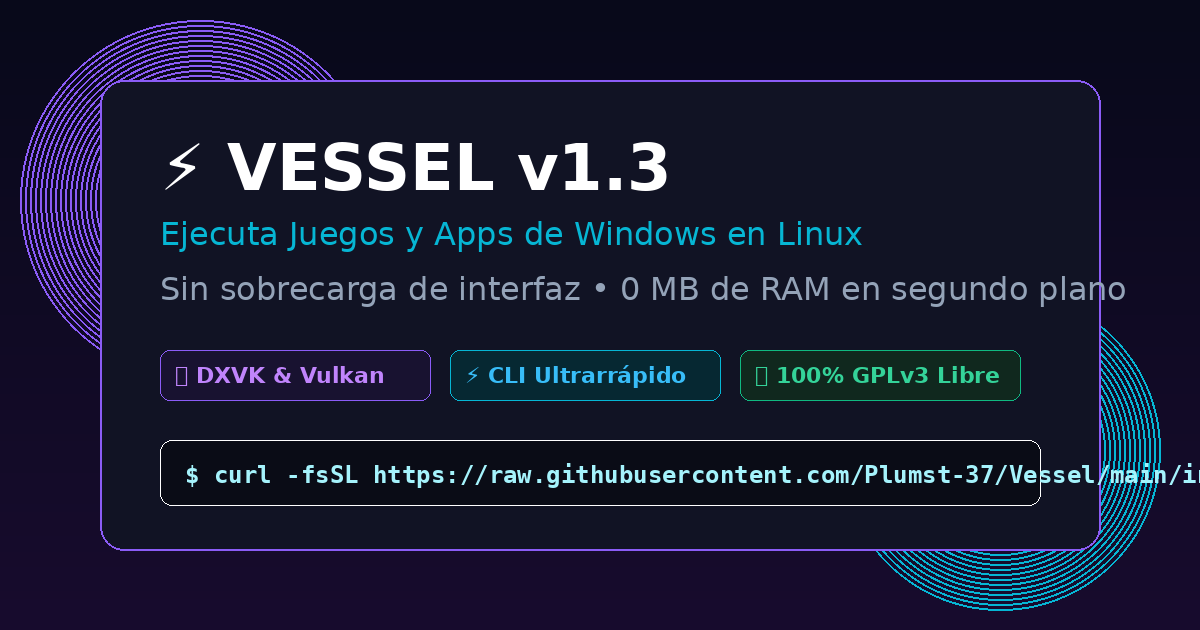 ⚡ VESSEL v1.3
Ejecuta Juegos y Apps de Windows en Linux
Sin sobrecarga de interfaz • 0 MB de RAM en segundo plano
DXVK & Vulkan
⚡ CLI Ultrarrápido
100% GPLv3 Libre
$ curl -fsSL https://raw.githubusercontent.com/Plumst-37/Vessel/main/in